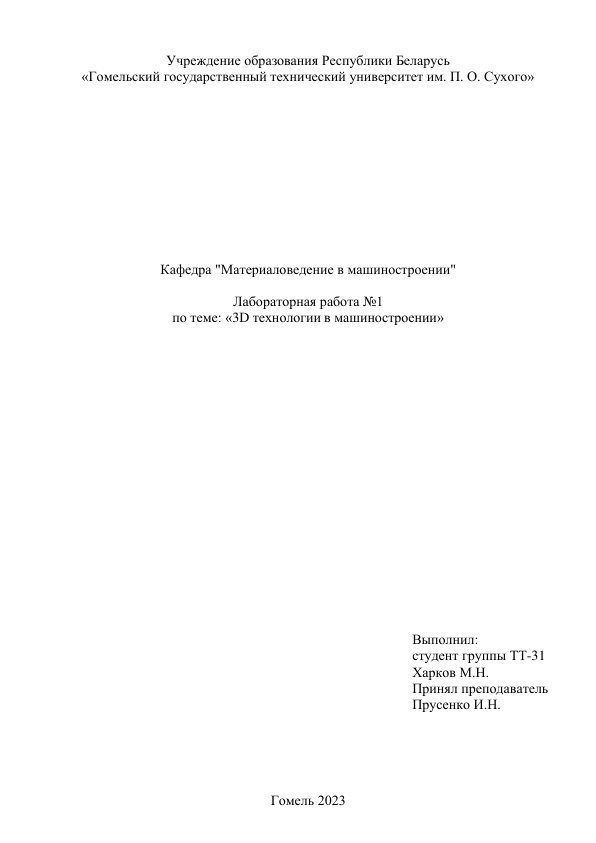 Учреждение образования Республики Беларусь
«Гомельский государственный технический университет им. П. О. Сухого»
Кафедра "Материаловедение в машиностроении"
Лабораторная работа №1
по теме: «3D технологии в машиностроении»
Выполнил:
студент группы ТТ-31
Харков М.Н.
Принял преподаватель
Прусенко И.Н.
Гомель 2023